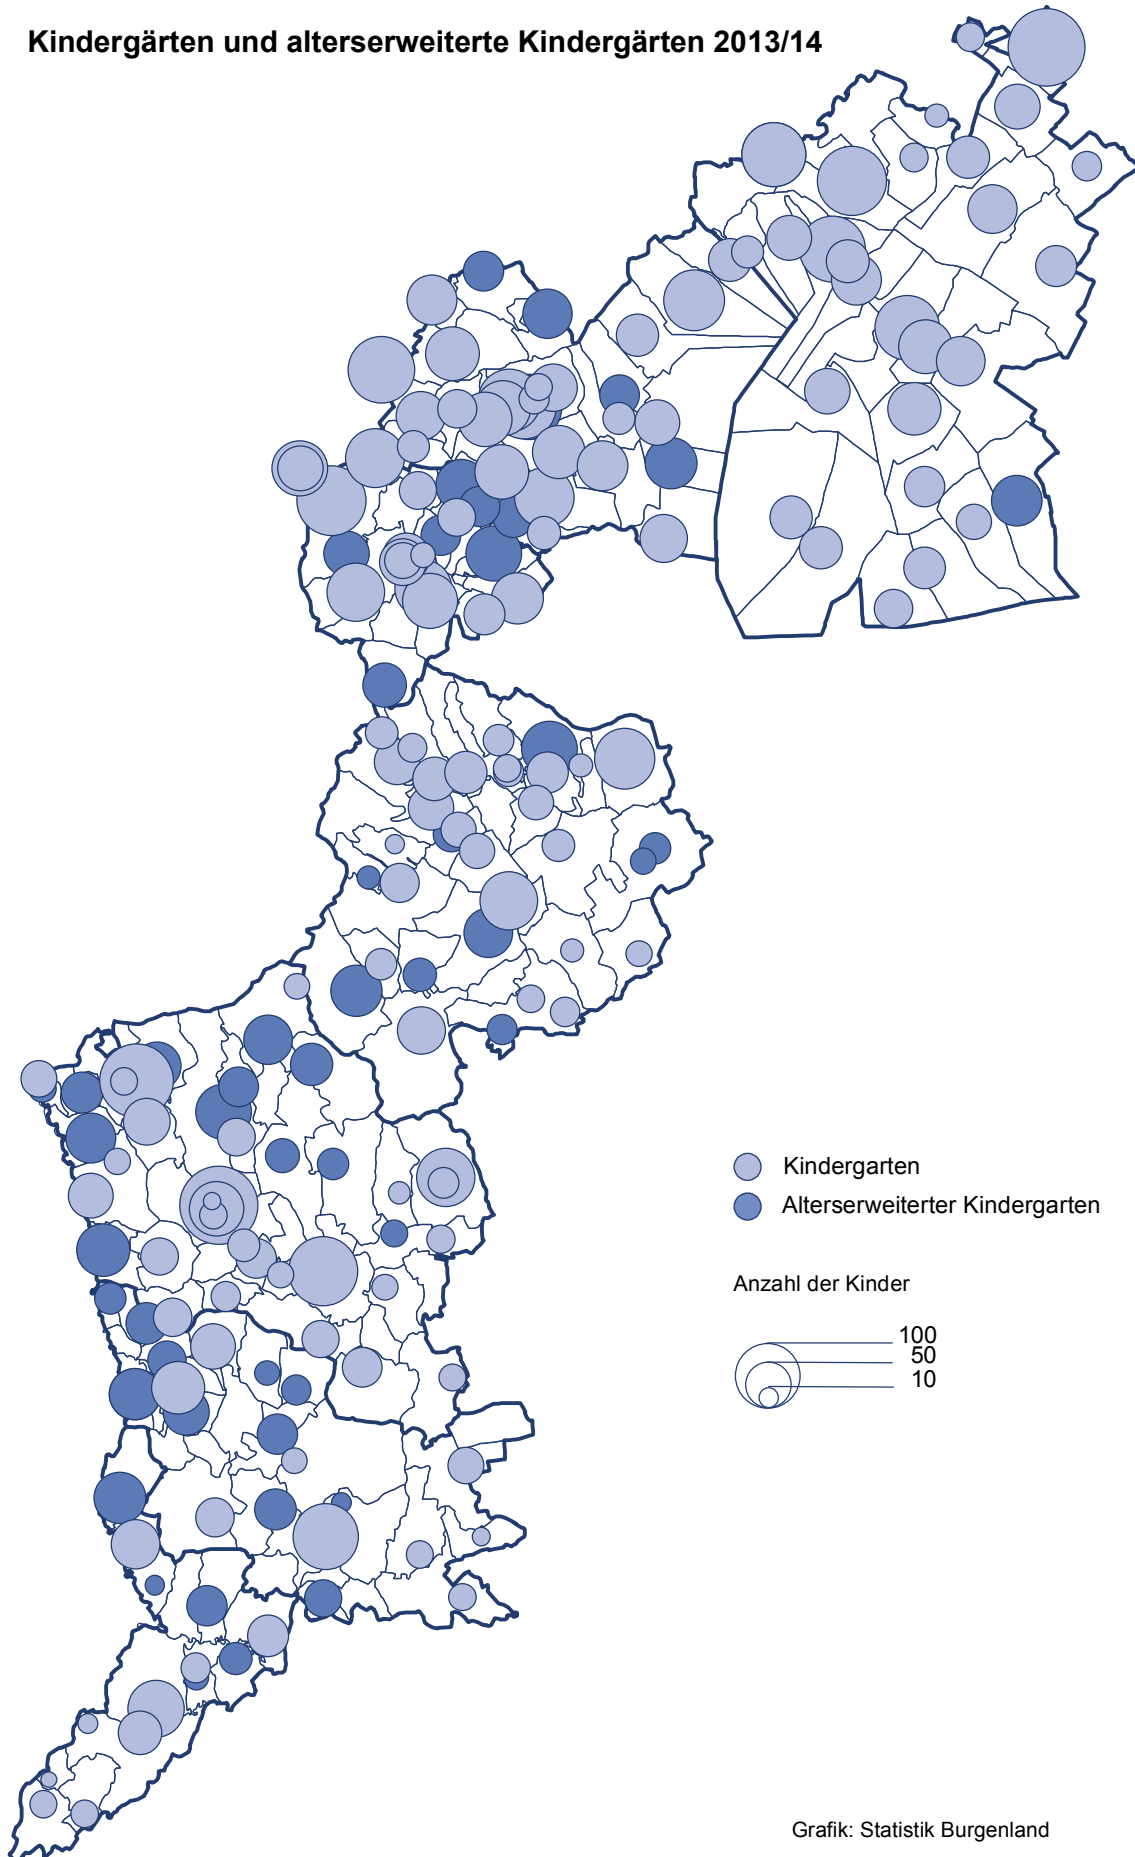 Kindergärten und alterserweiterte Kindergärten 2013/14
Kindergarten
Alterserweiterter Kindergarten
Anzahl der Kinder
100
50
10
Grafik: Statistik Burgenland